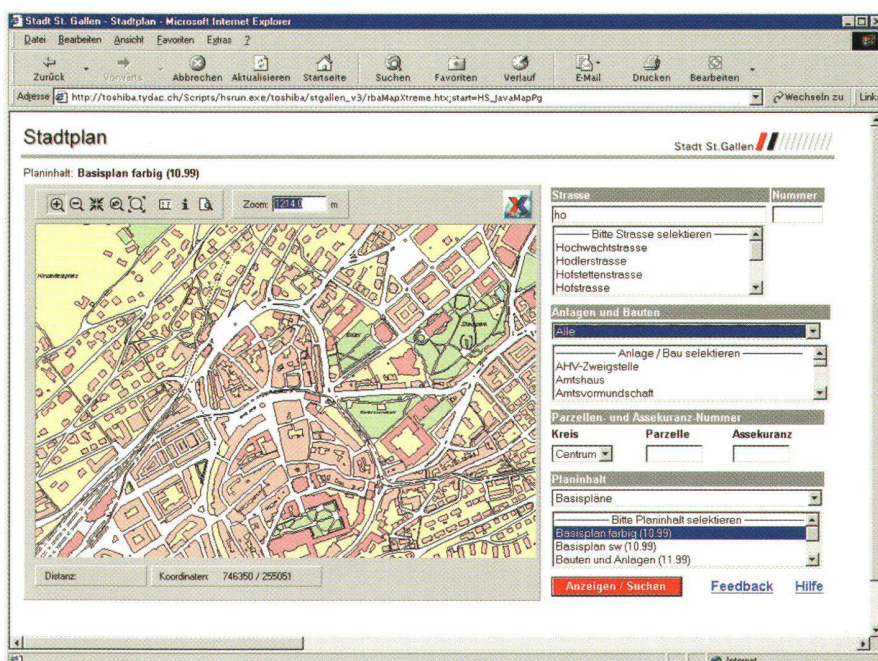 Stadt St. Gallen - Stadtplan - Microsoft Internet Explorer
Datei Bearbeiten Ansicht Favoriten Extras ?
Zurück Vorwärts Abbrechen Aktualisieren Startseite Suchen Favoriten Verlauf E-Mail Drucken Bearbeiten
Adresse http://toshiba.tydac.ch/Scripts/hsrun.exe/toshiba/stgallen_v3/rbaMapXtreme.htx;start=HS_JavaMapPg Wechseln zu Links
Stadtplan
Stadt St.Gallen
Planinhalt: Basisplan farbig (10.99)
Zoom: 1214.0 m
Strasse Nummer
ho
Bitte Strasse selektieren
Hochwachtstrasse
Hodlerstrasse
Hofstettenstrasse
Hofstrasse
Stadtpark
Anlagen und Bauten
Alle
Anlage / Bau selektieren
AHV-Zweigstelle
Amtshaus
Amtsvormundschaft
Parzellen- und Assekuranz-Nummer
Kreis Parzelle Assekuranz
Centrum
Planinhalt
Basispläne
Bitte Planinhalt selektieren
Basisplan farbig (10.99)
Basisplan sw (10.99)
Bauten und Anlagen (11.99)
Distanz: Koordinaten: 746350 / 255051
Anzeigen / Suchen Feedback Hilfe
Internet